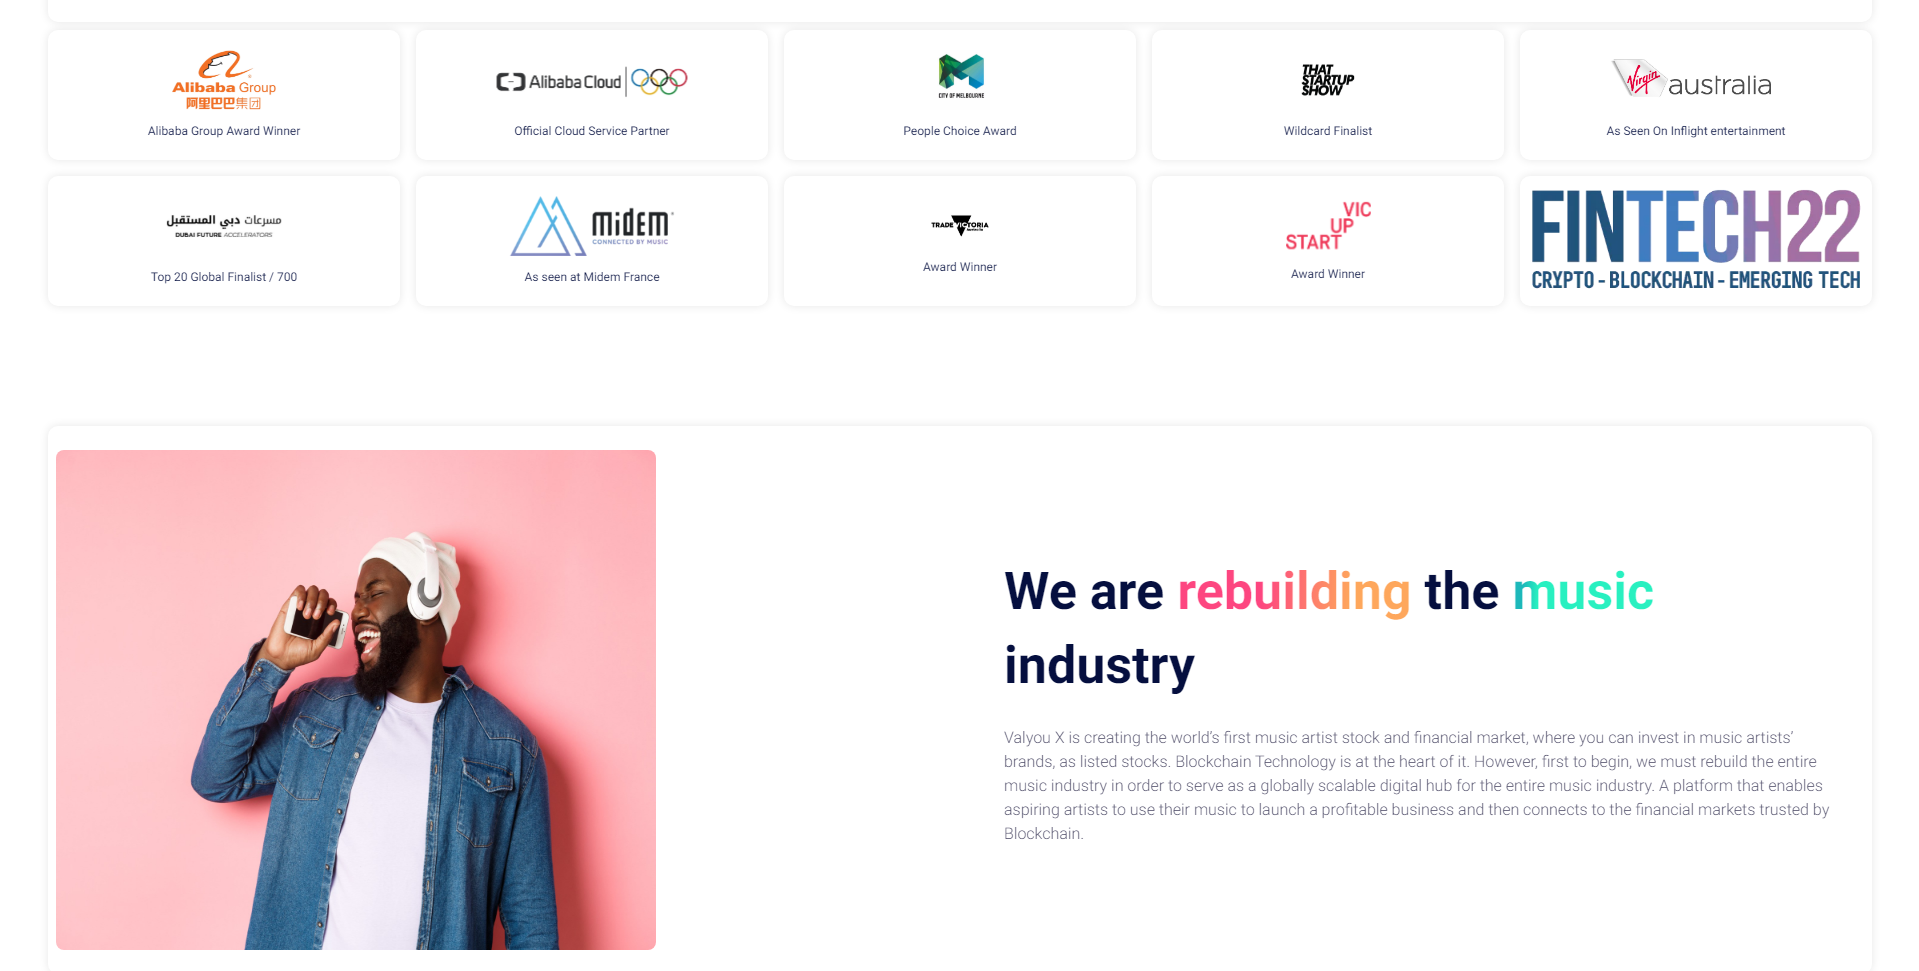 Alibaba Group
阿里巴巴集团
Alibaba Group Award Winner
Alibaba Cloud
Official Cloud Service Partner
CITY OF MELBOURNE
People Choice Award
THAT
STARTUP
SHOW
Wildcard Finalist
Virgin australia
As Seen On Inflight entertainment
مسرعات دبي المستقبل
DUBAI FUTURE ACCELERATORS
Top 20 Global Finalist / 700
midem
CONNECTED BY MUSIC
As seen at Midem France
TRADE VICTORIA
Award Winner
VIC
UP
START
Award Winner
FINTECH22
CRYPTO - BLOCKCHAIN - EMERGING TECH
We are rebuilding the music
industry
Valyou X is creating the world's first music artist stock and financial market, where you can invest in music artists'
brands, as listed stocks. Blockchain Technology is at the heart of it. However, first to begin, we must rebuild the entire
music industry in order to serve as a globally scalable digital hub for the entire music industry. A platform that enables
aspiring artists to use their music to launch a profitable business and then connects to the financial markets trusted by
Blockchain.